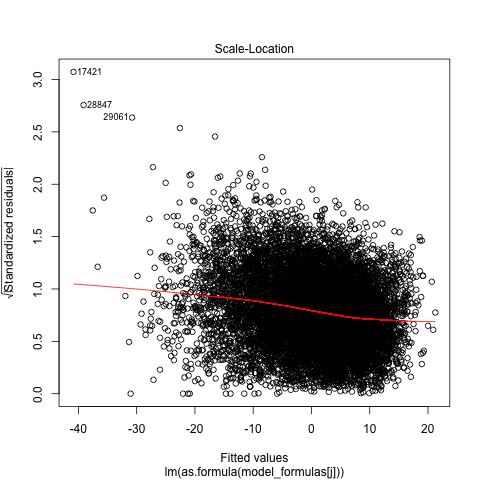 Scale-Location
√|Standardized residuals|
3.0
2.5
2.0
1.5
1.0
0.5
0.0
17421
28847
29061
-40 -30 -20 -10 0 10 20
Fitted values
lm(as.formula(model_formulas[j]))